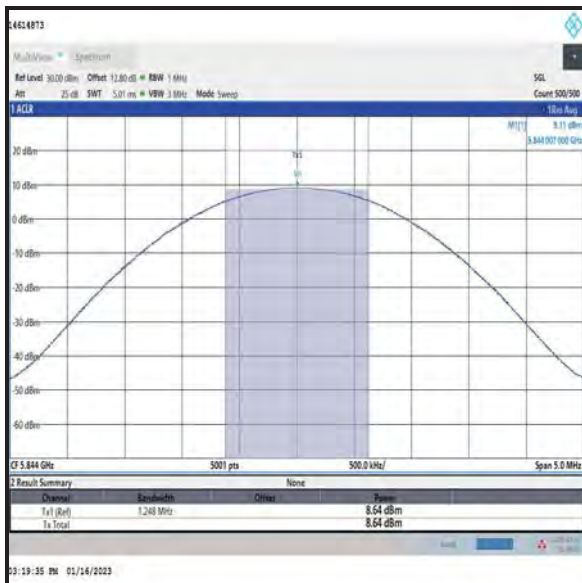 14614873
MultiView Spectrum
Ref Level 30.00 dBm Offset 12.80 dB RBW 1 MHz SGL
Att 25 dB SWT 5.01 ms VBW 3 MHz Mode Sweep Count 500/500
1 ACLR 1Rm Avg
M1[1] 9.11 dBm
5.844 007 000 GHz
20 dBm
Tx1
10 dBm
0 dBm
-10 dBm
-20 dBm
-30 dBm
-40 dBm
-50 dBm
-60 dBm
CF 5.844 GHz 5001 pts 500.0 kHz/ Span 5.0 MHz
2 Result Summary None
Channel Bandwidth Offset Power
Tx1 (Ref) 1.248 MHz 8.64 dBm
Tx Total 8.64 dBm
03:19:35 PM 01/16/2023